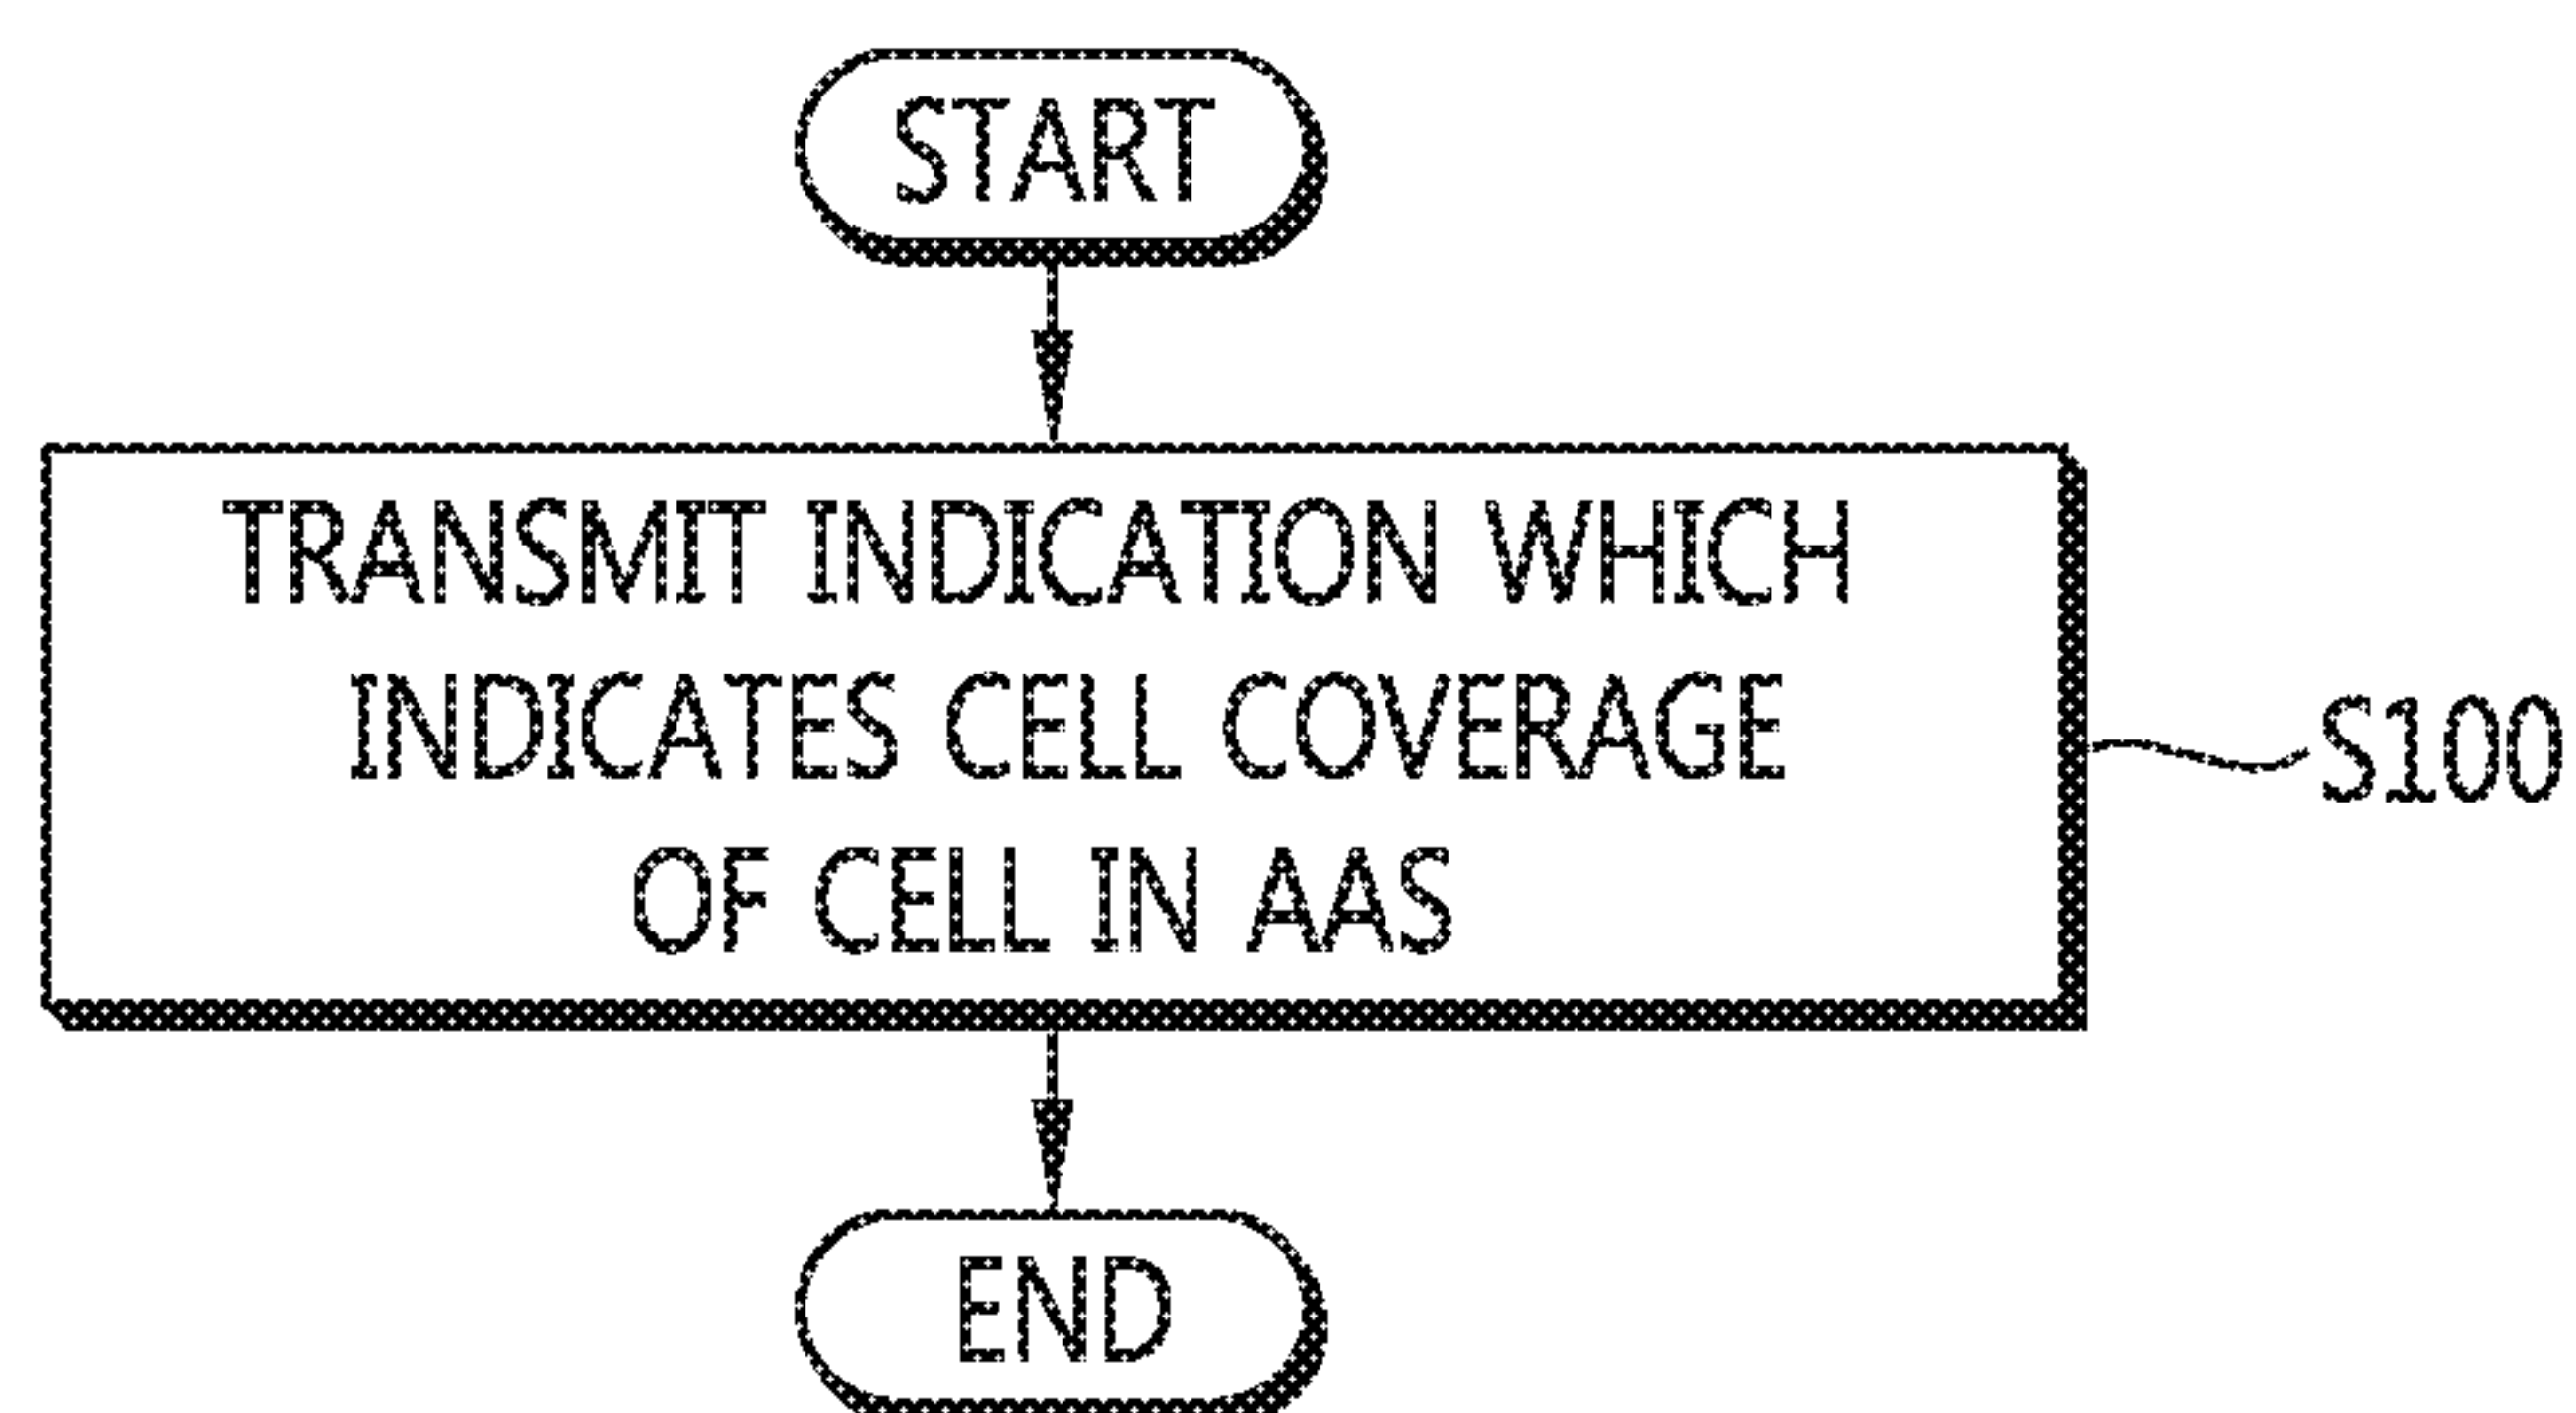 START
TRANSMIT INDICATION WHICH
INDICATES CELL COVERAGE
OF CELL IN AAS
S100
END